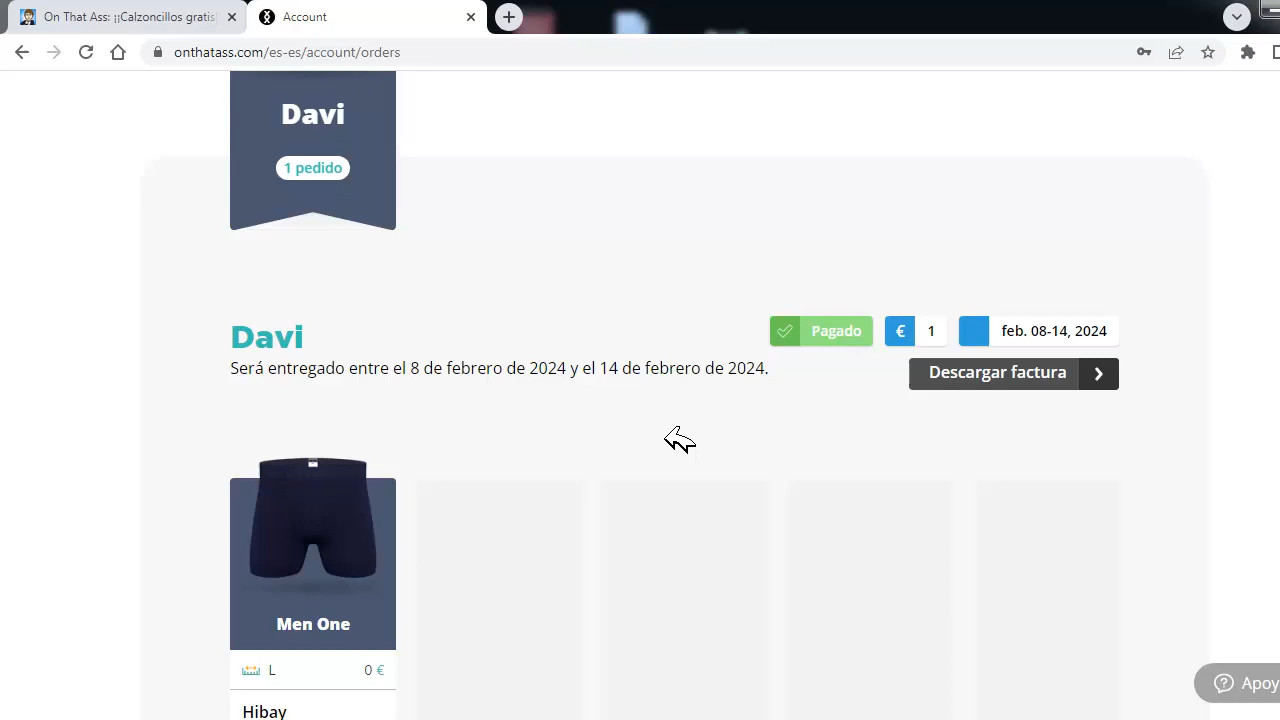 On That Ass: ¡¡Calzoncillos gratis
Account
onthatass.com/es-es/account/orders
Davi
1 pedido
Davi
Pagado
€ 1
feb. 08-14, 2024
Será entregado entre el 8 de febrero de 2024 y el 14 de febrero de 2024.
Descargar factura
Men One
L 0 €
Hibay
Apoy